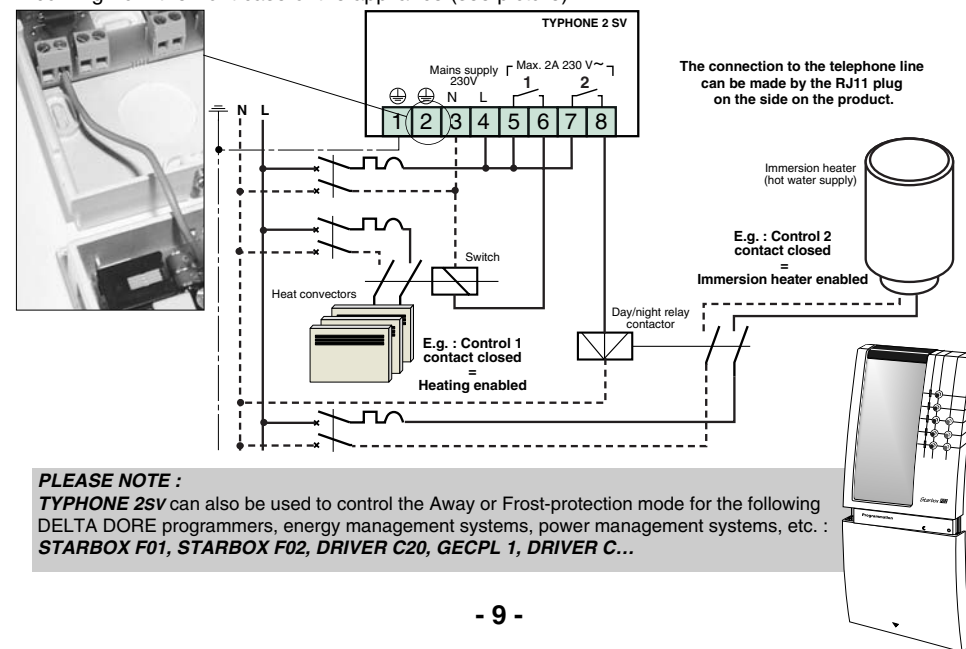 TYPHONE 2 SV
Mains supply
230V
Max. 2A 230 V~
1 2
N L
1 2 3 4 5 6 7 8
The connection to the telephone line
can be made by the RJ11 plug
on the side on the product.
N L
Immersion heater
(hot water supply)
E.g. : Control 2
contact closed
=
Immersion heater enabled
Switch
Heat convectors
Day/night relay
contactor
E.g. : Control 1
contact closed
=
Heating enabled
Starbox
Programmation
PLEASE NOTE :
TYPHONE 2SV can also be used to control the Away or Frost-protection mode for the following
DELTA DORE programmers, energy management systems, power management systems, etc. :
STARBOX F01, STARBOX F02, DRIVER C20, GECPL 1, DRIVER C…
- 9 -